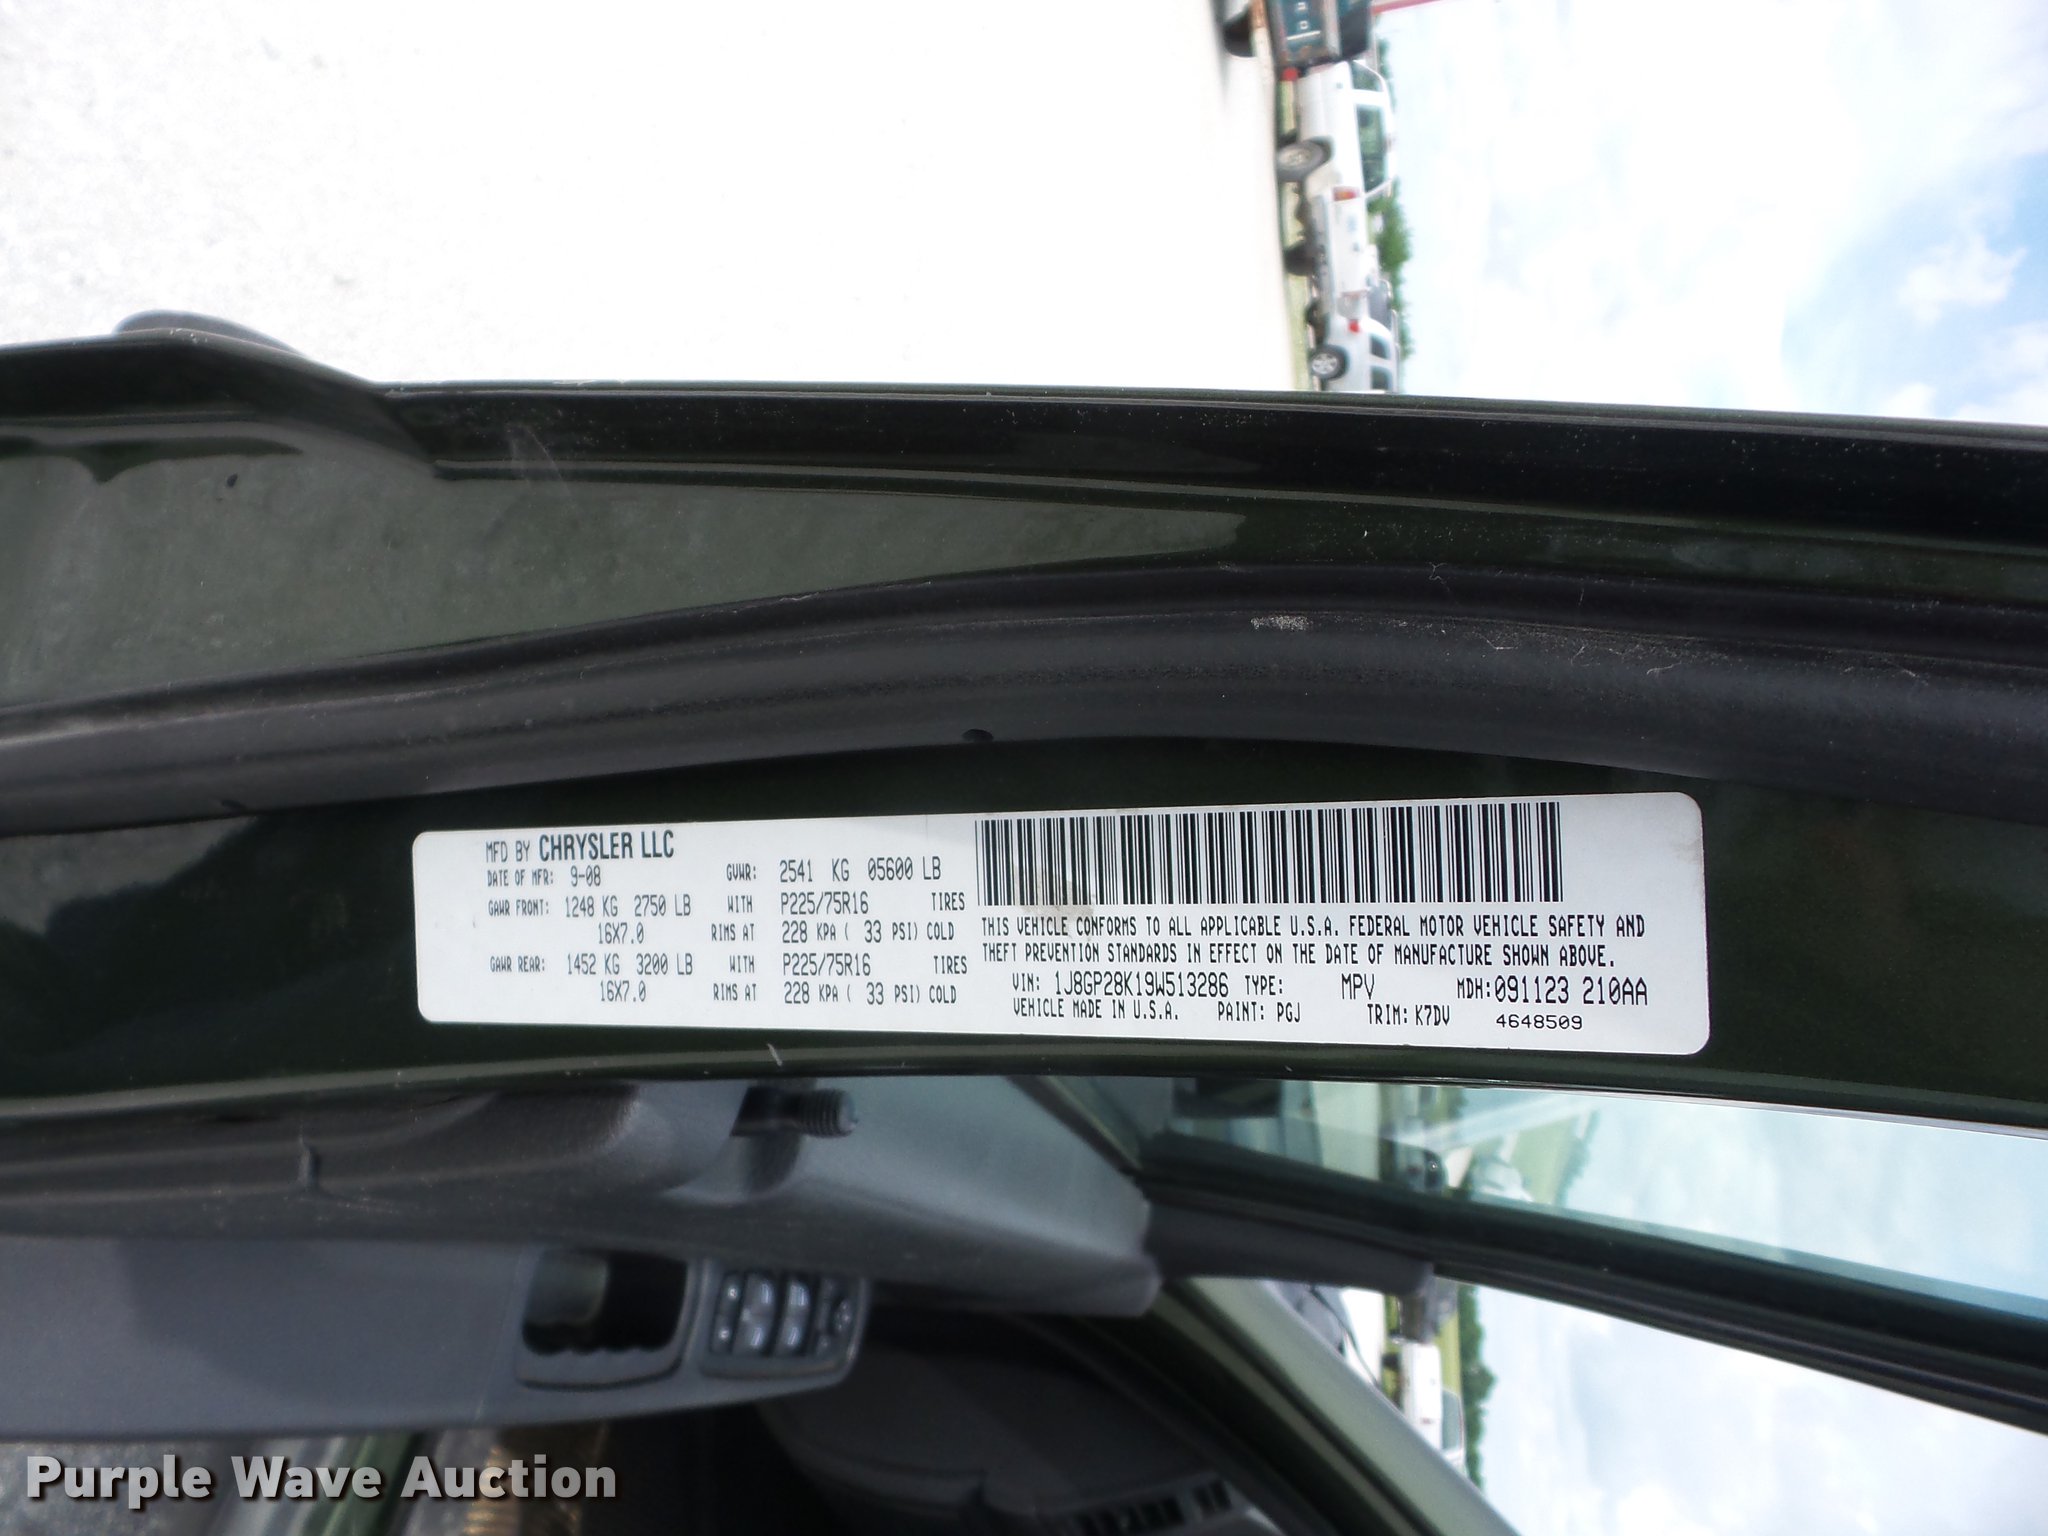 MFD BY CHRYSLER LLC
DATE OF MFR: 9-08 GVWR: 2541 KG 05600 LB
GAWR FRONT: 1248 KG 2750 LB WITH P225/75R16 TIRES
16X7.0 RIMS AT 228 KPA ( 33 PSI) COLD
GAWR REAR: 1452 KG 3200 LB WITH P225/75R16 TIRES
16X7.0 RIMS AT 228 KPA ( 33 PSI) COLD
THIS VEHICLE CONFORMS TO ALL APPLICABLE U.S.A. FEDERAL MOTOR VEHICLE SAFETY AND
THEFT PREVENTION STANDARDS IN EFFECT ON THE DATE OF MANUFACTURE SHOWN ABOVE.
VIN: 1J8GP28K19W513286 TYPE: MPV MDH: 091123 210AA
VEHICLE MADE IN U.S.A. PAINT: PGJ TRIM: K7DV 4648509
Purple Wave Auction